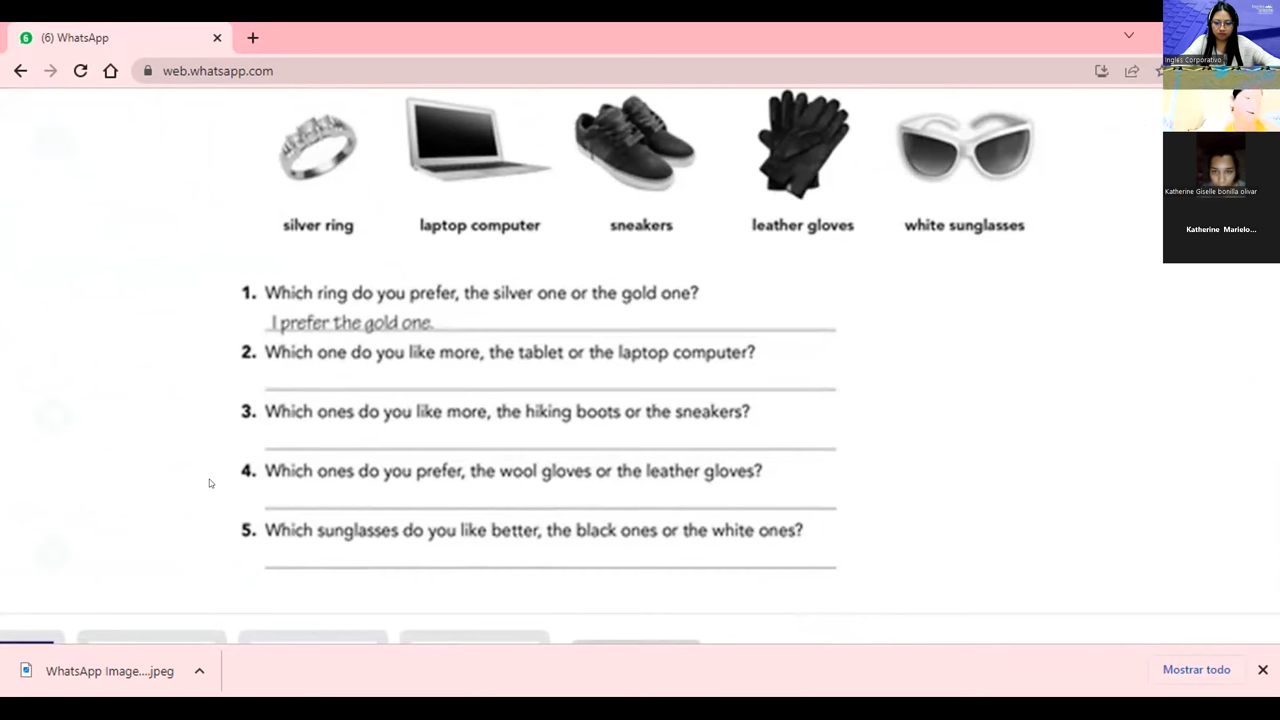 (6) WhatsApp
web.whatsapp.com
Ingles Corporativo
Katherine Giselle bonilla olivar
Katherine Marielo...
silver ring
laptop computer
sneakers
leather gloves
white sunglasses
1. Which ring do you prefer, the silver one or the gold one?
I prefer the gold one.
2. Which one do you like more, the tablet or the laptop computer?
3. Which ones do you like more, the hiking boots or the sneakers?
4. Which ones do you prefer, the wool gloves or the leather gloves?
5. Which sunglasses do you like better, the black ones or the white ones?
WhatsApp Image....jpeg
Mostrar todo